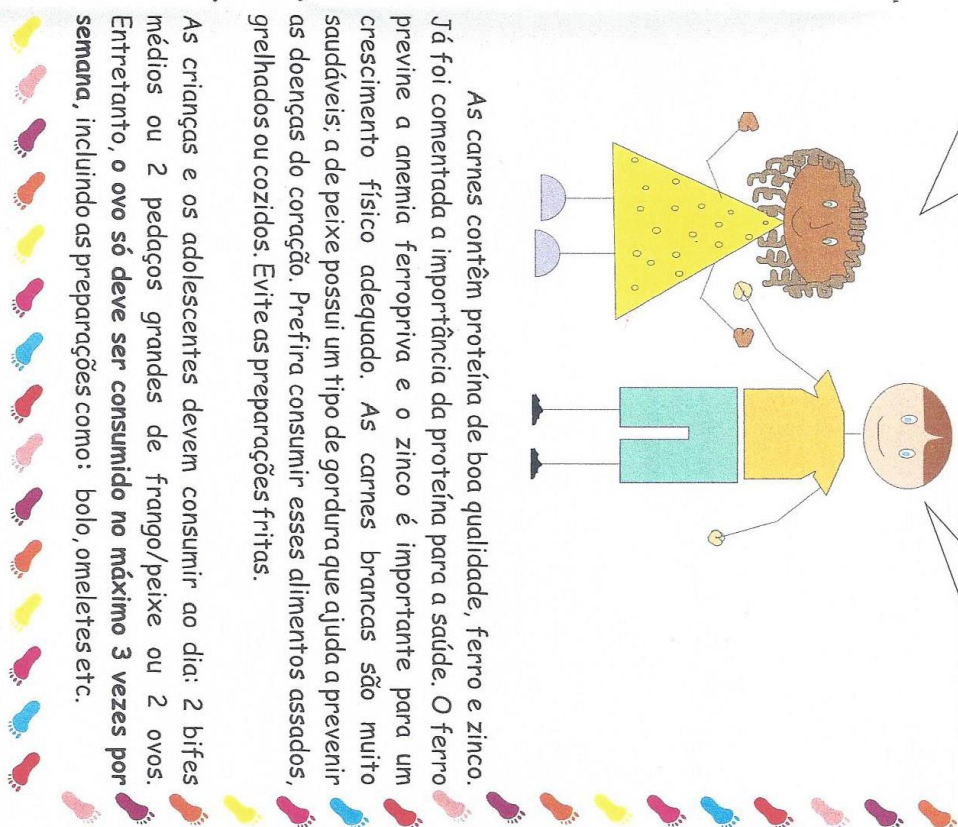 As carnes contêm proteína de boa qualidade, ferro e zinco.
Já foi comentada a importância da proteína para a saúde. O ferro
previne a anemia ferropriva e o zinco é importante para um
crescimento físico adequado. As carnes brancas são muito
saudáveis; a de peixe possui um tipo de gordura que ajuda a prevenir
as doenças do coração. Prefira consumir esses alimentos assados,
grelhados ou cozidos. Evite as preparações fritas.
As crianças e os adolescentes devem consumir ao dia: 2 bifes
médios ou 2 pedaços grandes de frango/peixe ou 2 ovos.
Entretanto, o ovo só deve ser consumido no máximo 3 vezes por
semana, incluindo as preparações como: bolo, omeletes etc.